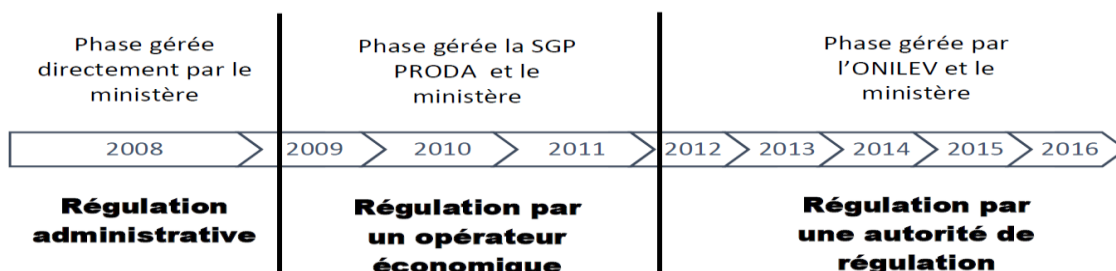 Phase gérée
directement par le
ministère
Phase gérée la SGP
PRODA et le
ministère
Phase gérée par
l'ONILEV et le
ministère
2008
2009
2010
2011
2012
2013
2014
2015
2016
Régulation
administrative
Régulation par
un opérateur
économique
Régulation par
une autorité de
régulation